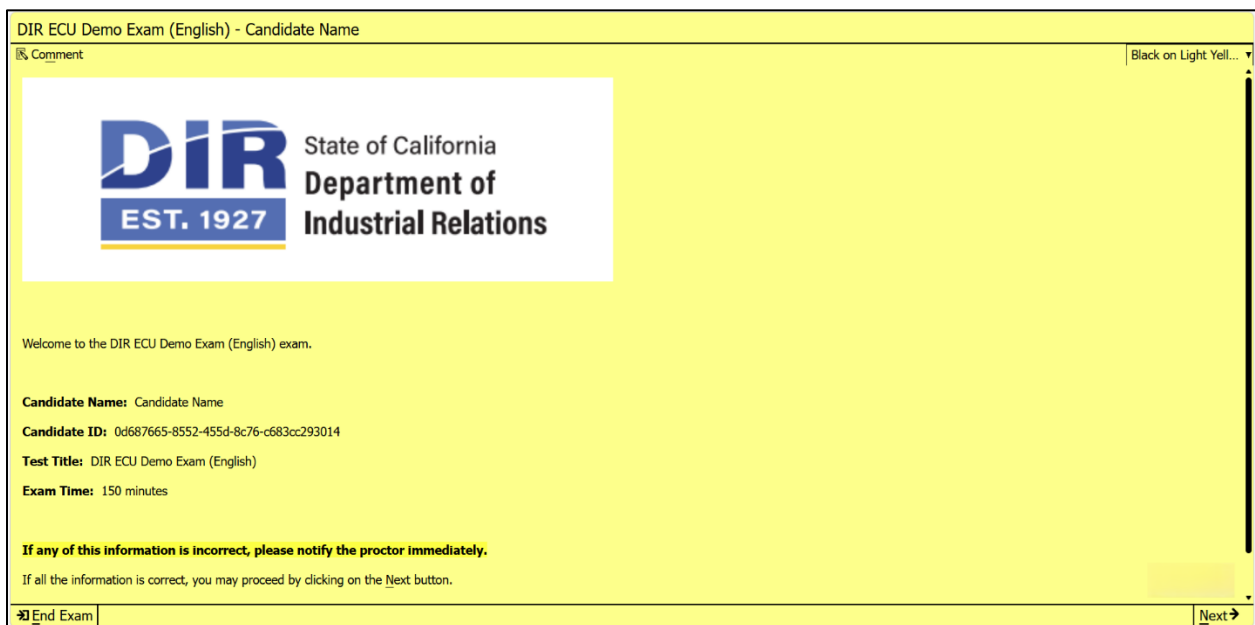 DIR ECU Demo Exam (English) - Candidate Name
Comment
Black on Light Yell...
DIR
EST. 1927
State of California
Department of
Industrial Relations
Welcome to the DIR ECU Demo Exam (English) exam.
Candidate Name: Candidate Name
Candidate ID: 0d687665-8552-455d-8c76-c683cc293014
Test Title: DIR ECU Demo Exam (English)
Exam Time: 150 minutes
If any of this information is incorrect, please notify the proctor immediately.
If all the information is correct, you may proceed by clicking on the Next button.
End Exam
Next